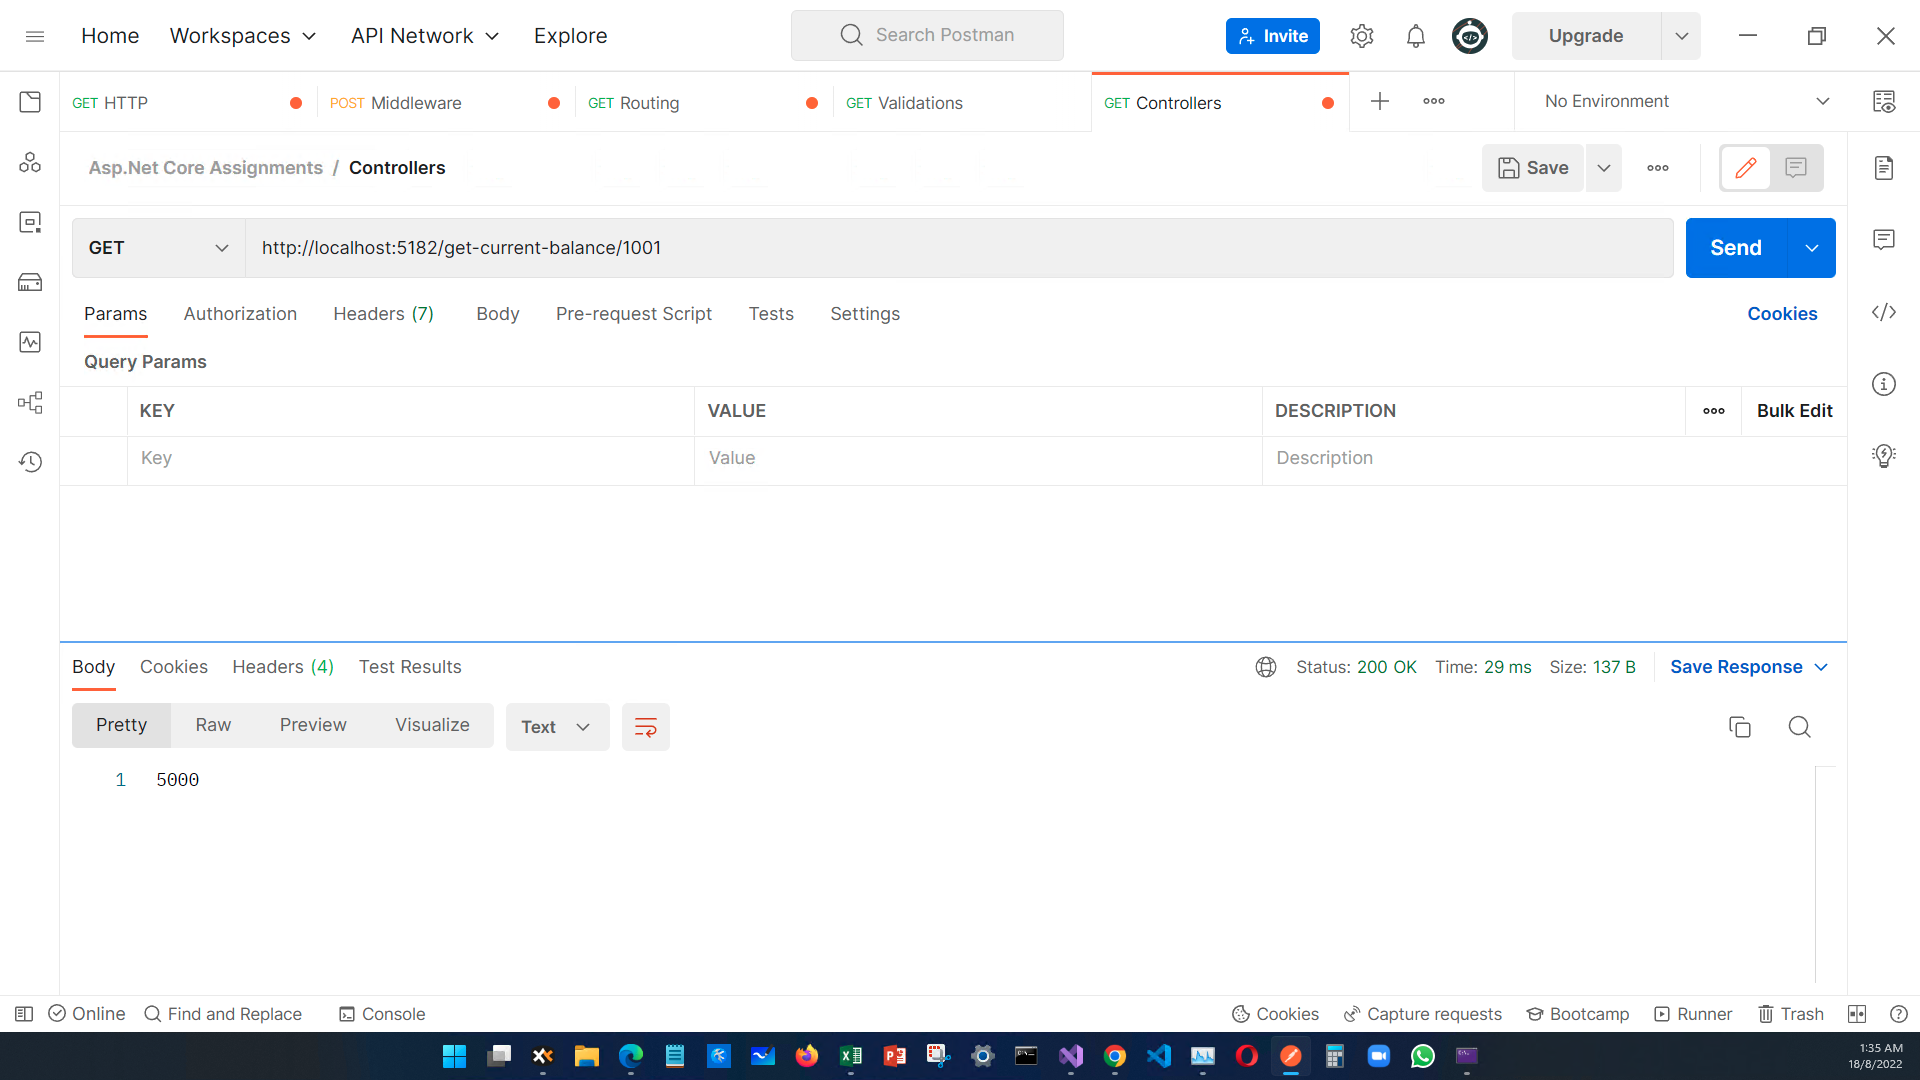 Home Workspaces API Network Explore Search Postman Invite Upgrade
GET HTTP POST Middleware GET Routing GET Validations GET Controllers No Environment
Asp.Net Core Assignments / Controllers Save
GET http://localhost:5182/get-current-balance/1001 Send
Params Authorization Headers (7) Body Pre-request Script Tests Settings Cookies
Query Params
KEY VALUE DESCRIPTION Bulk Edit
Key Value Description
Body Cookies Headers (4) Test Results Status: 200 OK Time: 29 ms Size: 137 B Save Response
Pretty Raw Preview Visualize Text
1 5000
Online Find and Replace Console Cookies Capture requests Bootcamp Runner Trash
1:35 AM
18/8/2022